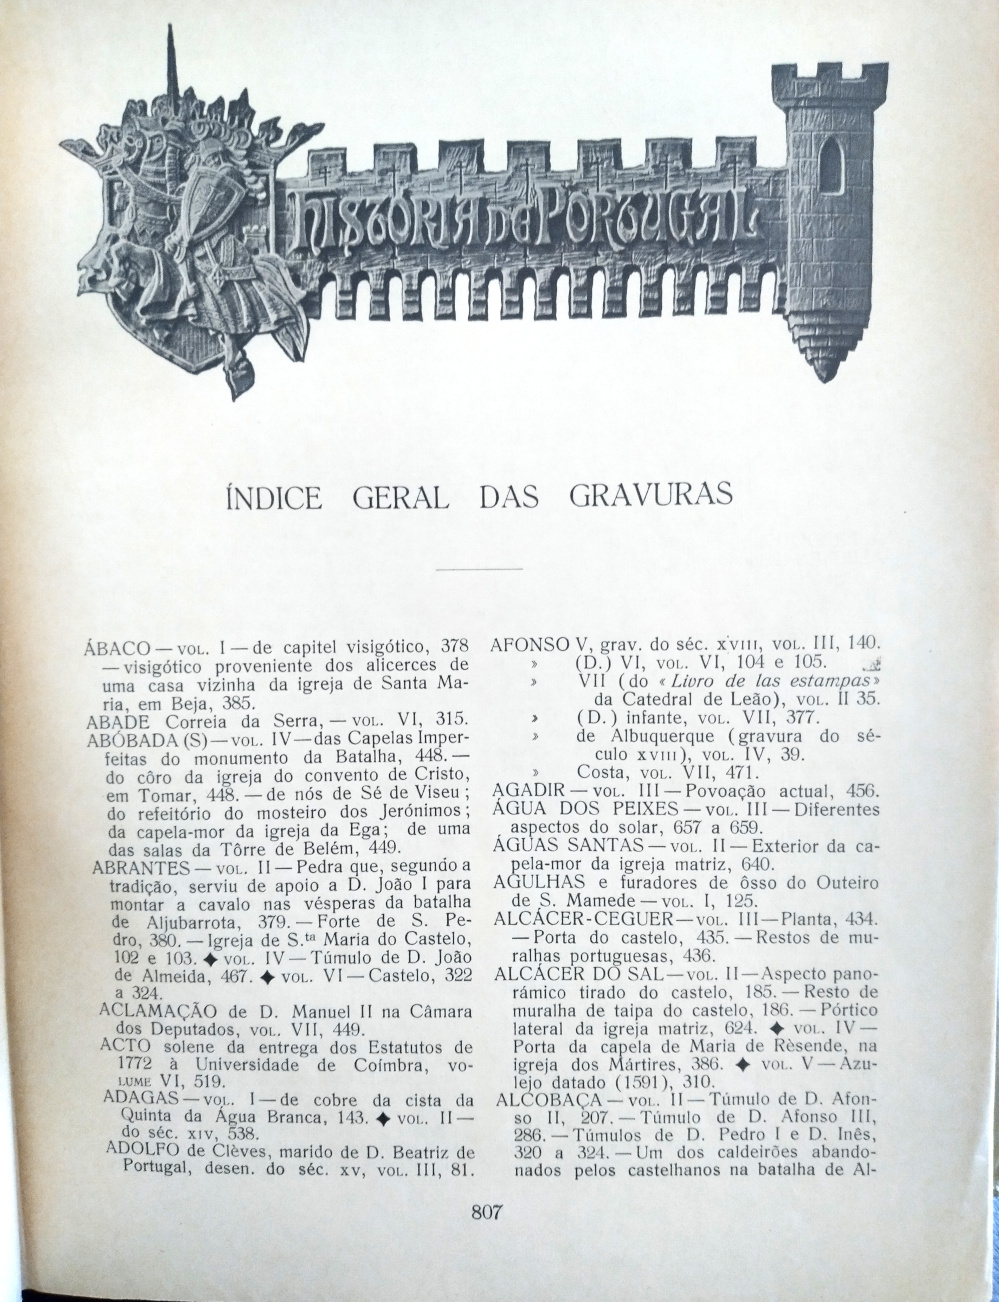 HISTÓRIA DE PORTUGAL
ÍNDICE GERAL DAS GRAVURAS
ÁBACO — VOL. I — de capitel visigótico, 378
— visigótico proveniente dos alicerces de
uma casa vizinha da igreja de Santa Ma-
ria, em Beja, 385.
ABADE Correia da Serra, — VOL. VI, 315.
ABÓBADA (S) — VOL. IV — das Capelas Imper-
feitas do monumento da Batalha, 448. —
do côro da igreja do convento de Cristo,
em Tomar, 448. — de nós de Sé de Viseu ;
do refeitório do mosteiro dos Jerónimos ;
da capela-mor da igreja da Ega ; de uma
das salas da Tôrre de Belém, 449.
ABRANTES — VOL. II — Pedra que, segundo a
tradição, serviu de apoio a D. João I para
montar a cavalo nas vésperas da batalha
de Aljubarrota, 379. — Forte de S. Pe-
dro, 380. — Igreja de S.ta Maria do Castelo,
102 e 103. ✦ VOL. IV — Túmulo de D. João
de Almeida, 467. ✦ VOL. VI — Castelo, 322
a 324.
ACLAMAÇÃO de D. Manuel II na Câmara
dos Deputados, VOL. VII, 449.
ACTO solene da entrega dos Estatutos de
1772 à Universidade de Coímbra, VO-
LUME VI, 519.
ADAGAS — VOL. I — de cobre da cista da
Quinta da Água Branca, 143. ✦ VOL. II —
do séc. XIV, 538.
ADOLFO de Clèves, marido de D. Beatriz de
Portugal, desen. do séc. XV, VOL. III, 81.
AFONSO V, grav. do séc. XVIII, VOL. III, 140.
» (D.) VI, VOL. VI, 104 e 105.
» VII (do «Livro de las estampas»
da Catedral de Leão), VOL. II 35.
» (D.) infante, VOL. VII, 377.
» de Albuquerque (gravura do sé-
culo XVIII), VOL. IV, 39.
» Costa, VOL. VII, 471.
AGADIR — VOL. III — Povoação actual, 456.
ÁGUA DOS PEIXES — VOL. III — Diferentes
aspectos do solar, 657 a 659.
ÁGUAS SANTAS — VOL. II — Exterior da ca-
pela-mor da igreja matriz, 640.
AGULHAS e furadores de ôsso do Outeiro
de S. Mamede — VOL. I, 125.
ALCÁCER-CEGUER — VOL. III — Planta, 434.
— Porta do castelo, 435. — Restos de mu-
ralhas portuguesas, 436.
ALCÁCER DO SAL — VOL. II — Aspecto pano-
râmico tirado do castelo, 185. — Resto de
muralha de taipa do castelo, 186. — Pórtico
lateral da igreja matriz, 624. ✦ VOL. IV —
Porta da capela de Maria de Rèsende, na
igreja dos Mártires, 386. ✦ VOL. V — Azu-
lejo datado (1591), 310.
ALCOBAÇA — VOL. II — Túmulo de D. Afon-
so II, 207. — Túmulo de D. Afonso III,
286. — Túmulos de D. Pedro I e D. Inês,
320 a 324. — Um dos caldeirões abando-
nados pelos castelhanos na batalha de Al-
807